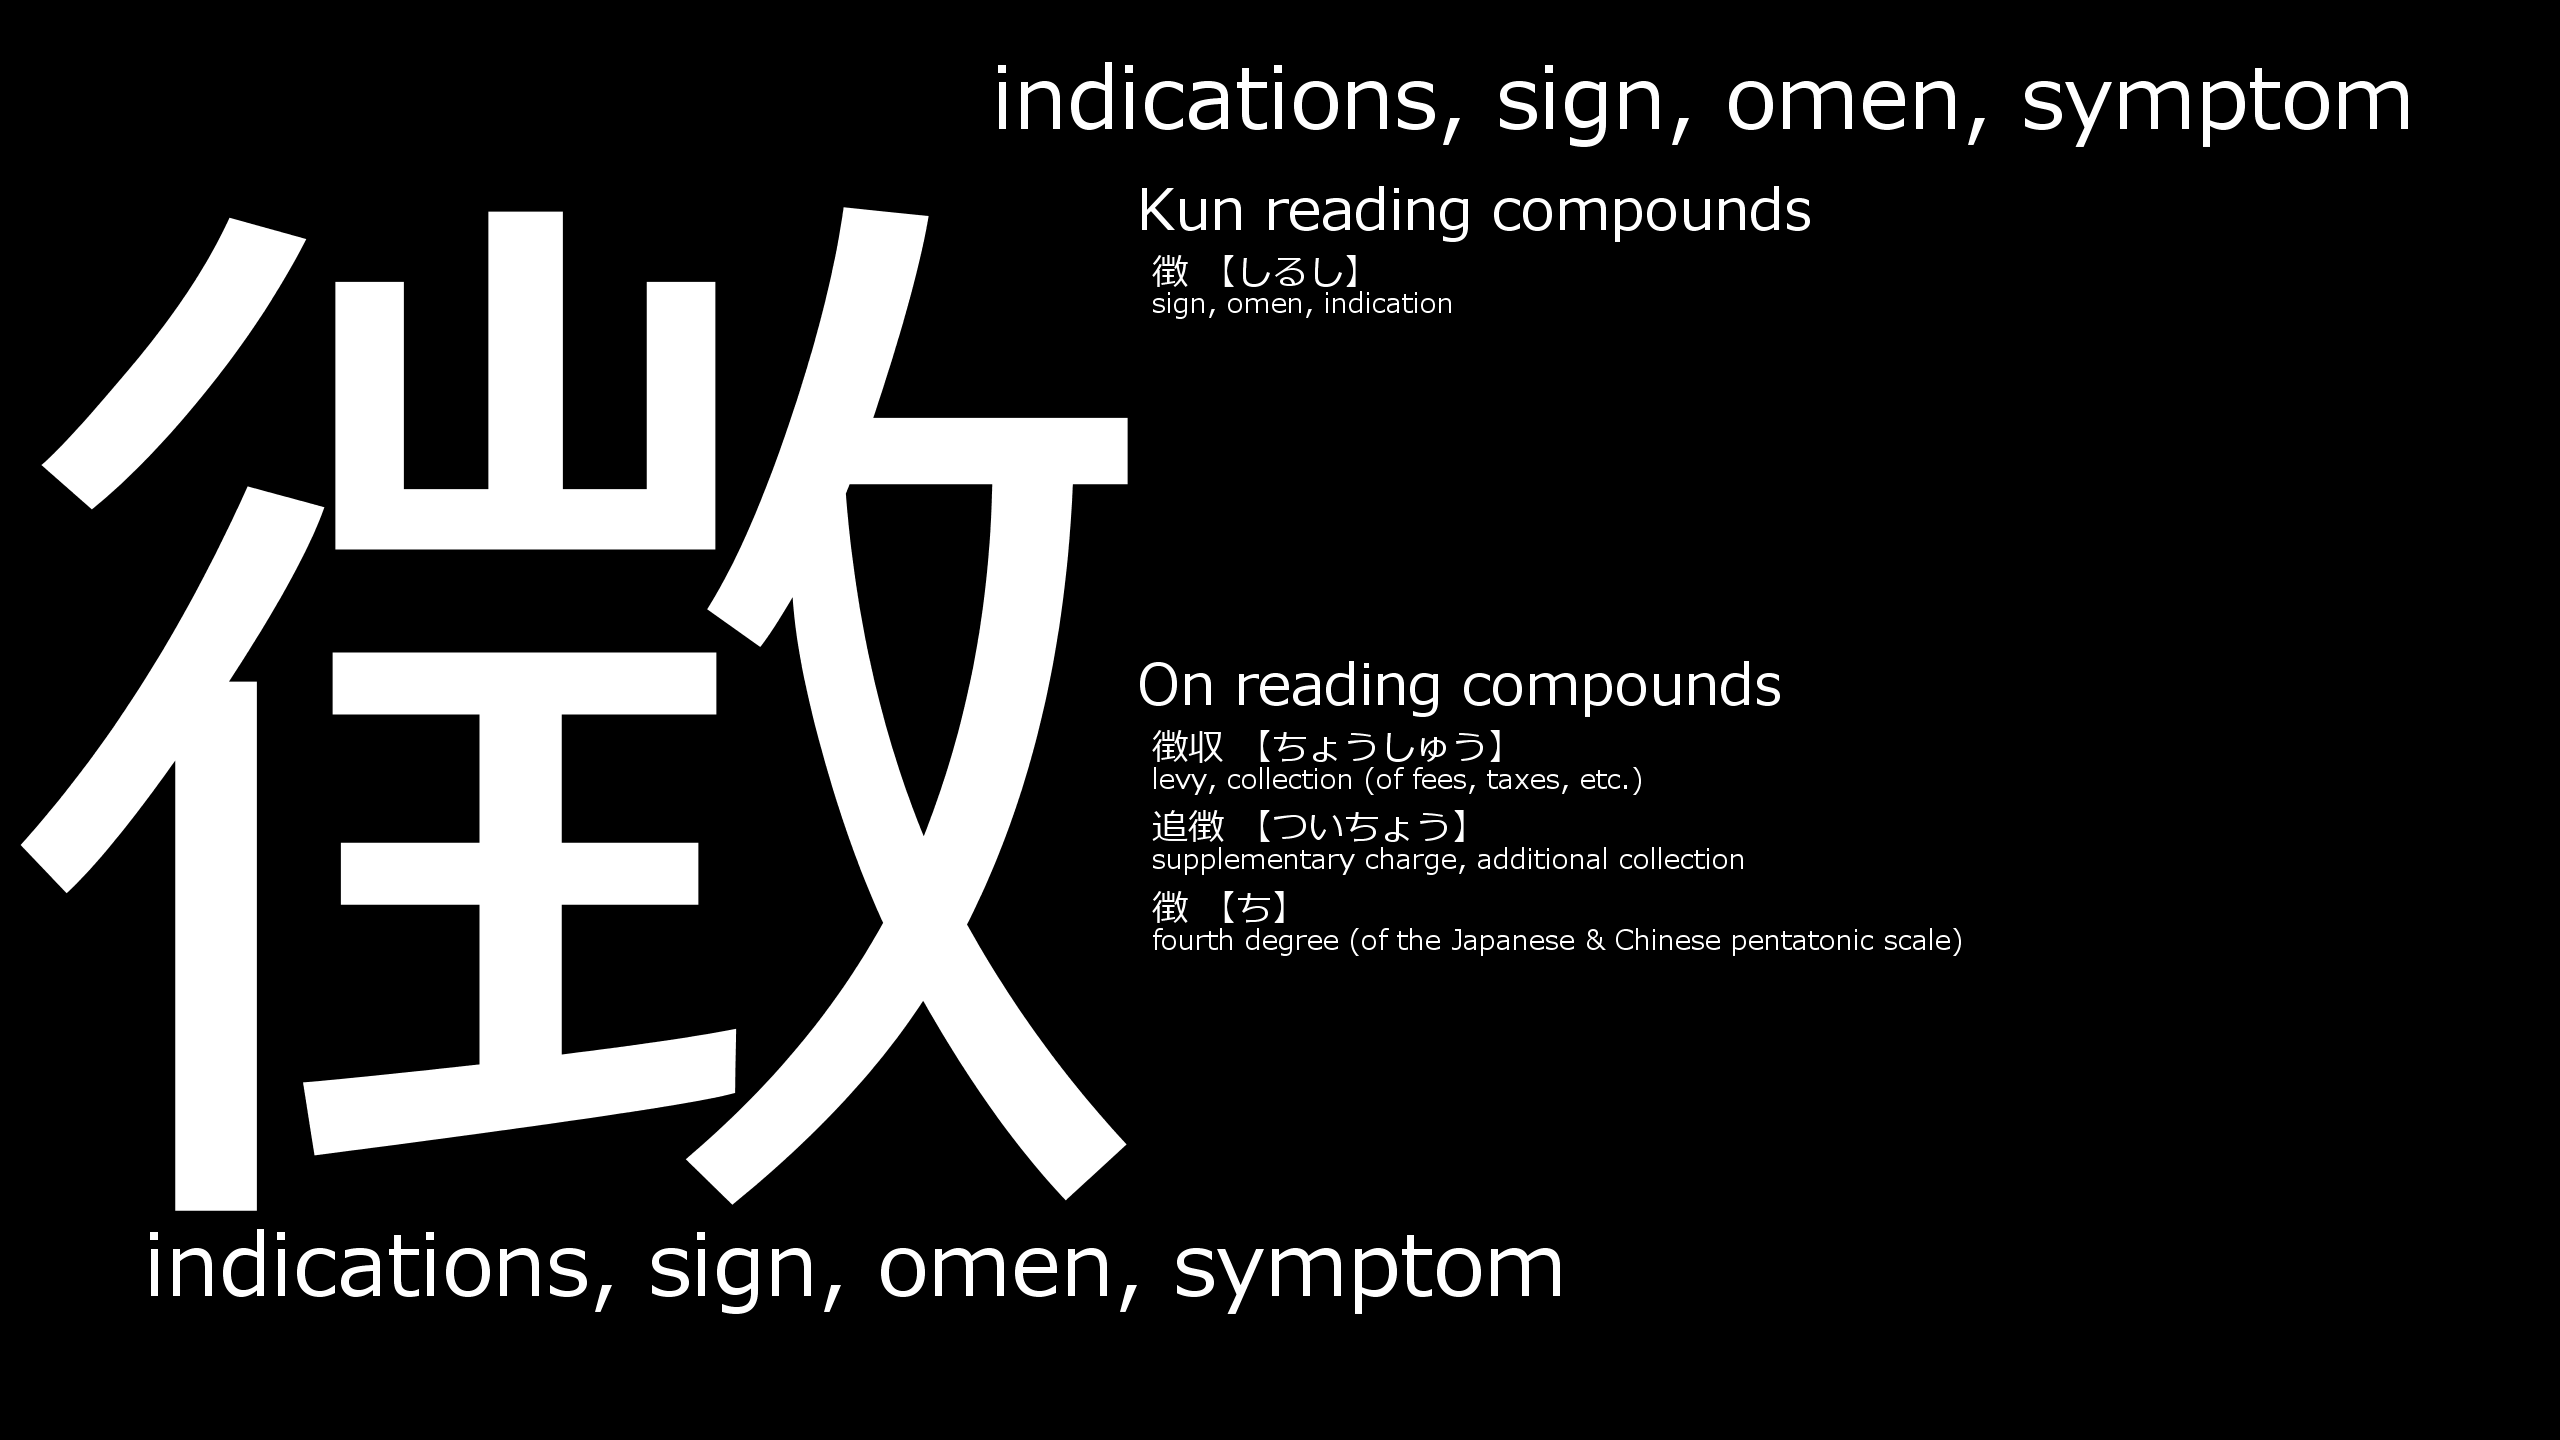 indications, sign, omen, symptom
徴
Kun reading compounds
徴 【しるし】
sign, omen, indication
On reading compounds
徴収 【ちょうしゅう】
levy, collection (of fees, taxes, etc.)
追徴 【ついちょう】
supplementary charge, additional collection
徴 【ち】
fourth degree (of the Japanese & Chinese pentatonic scale)
indications, sign, omen, symptom